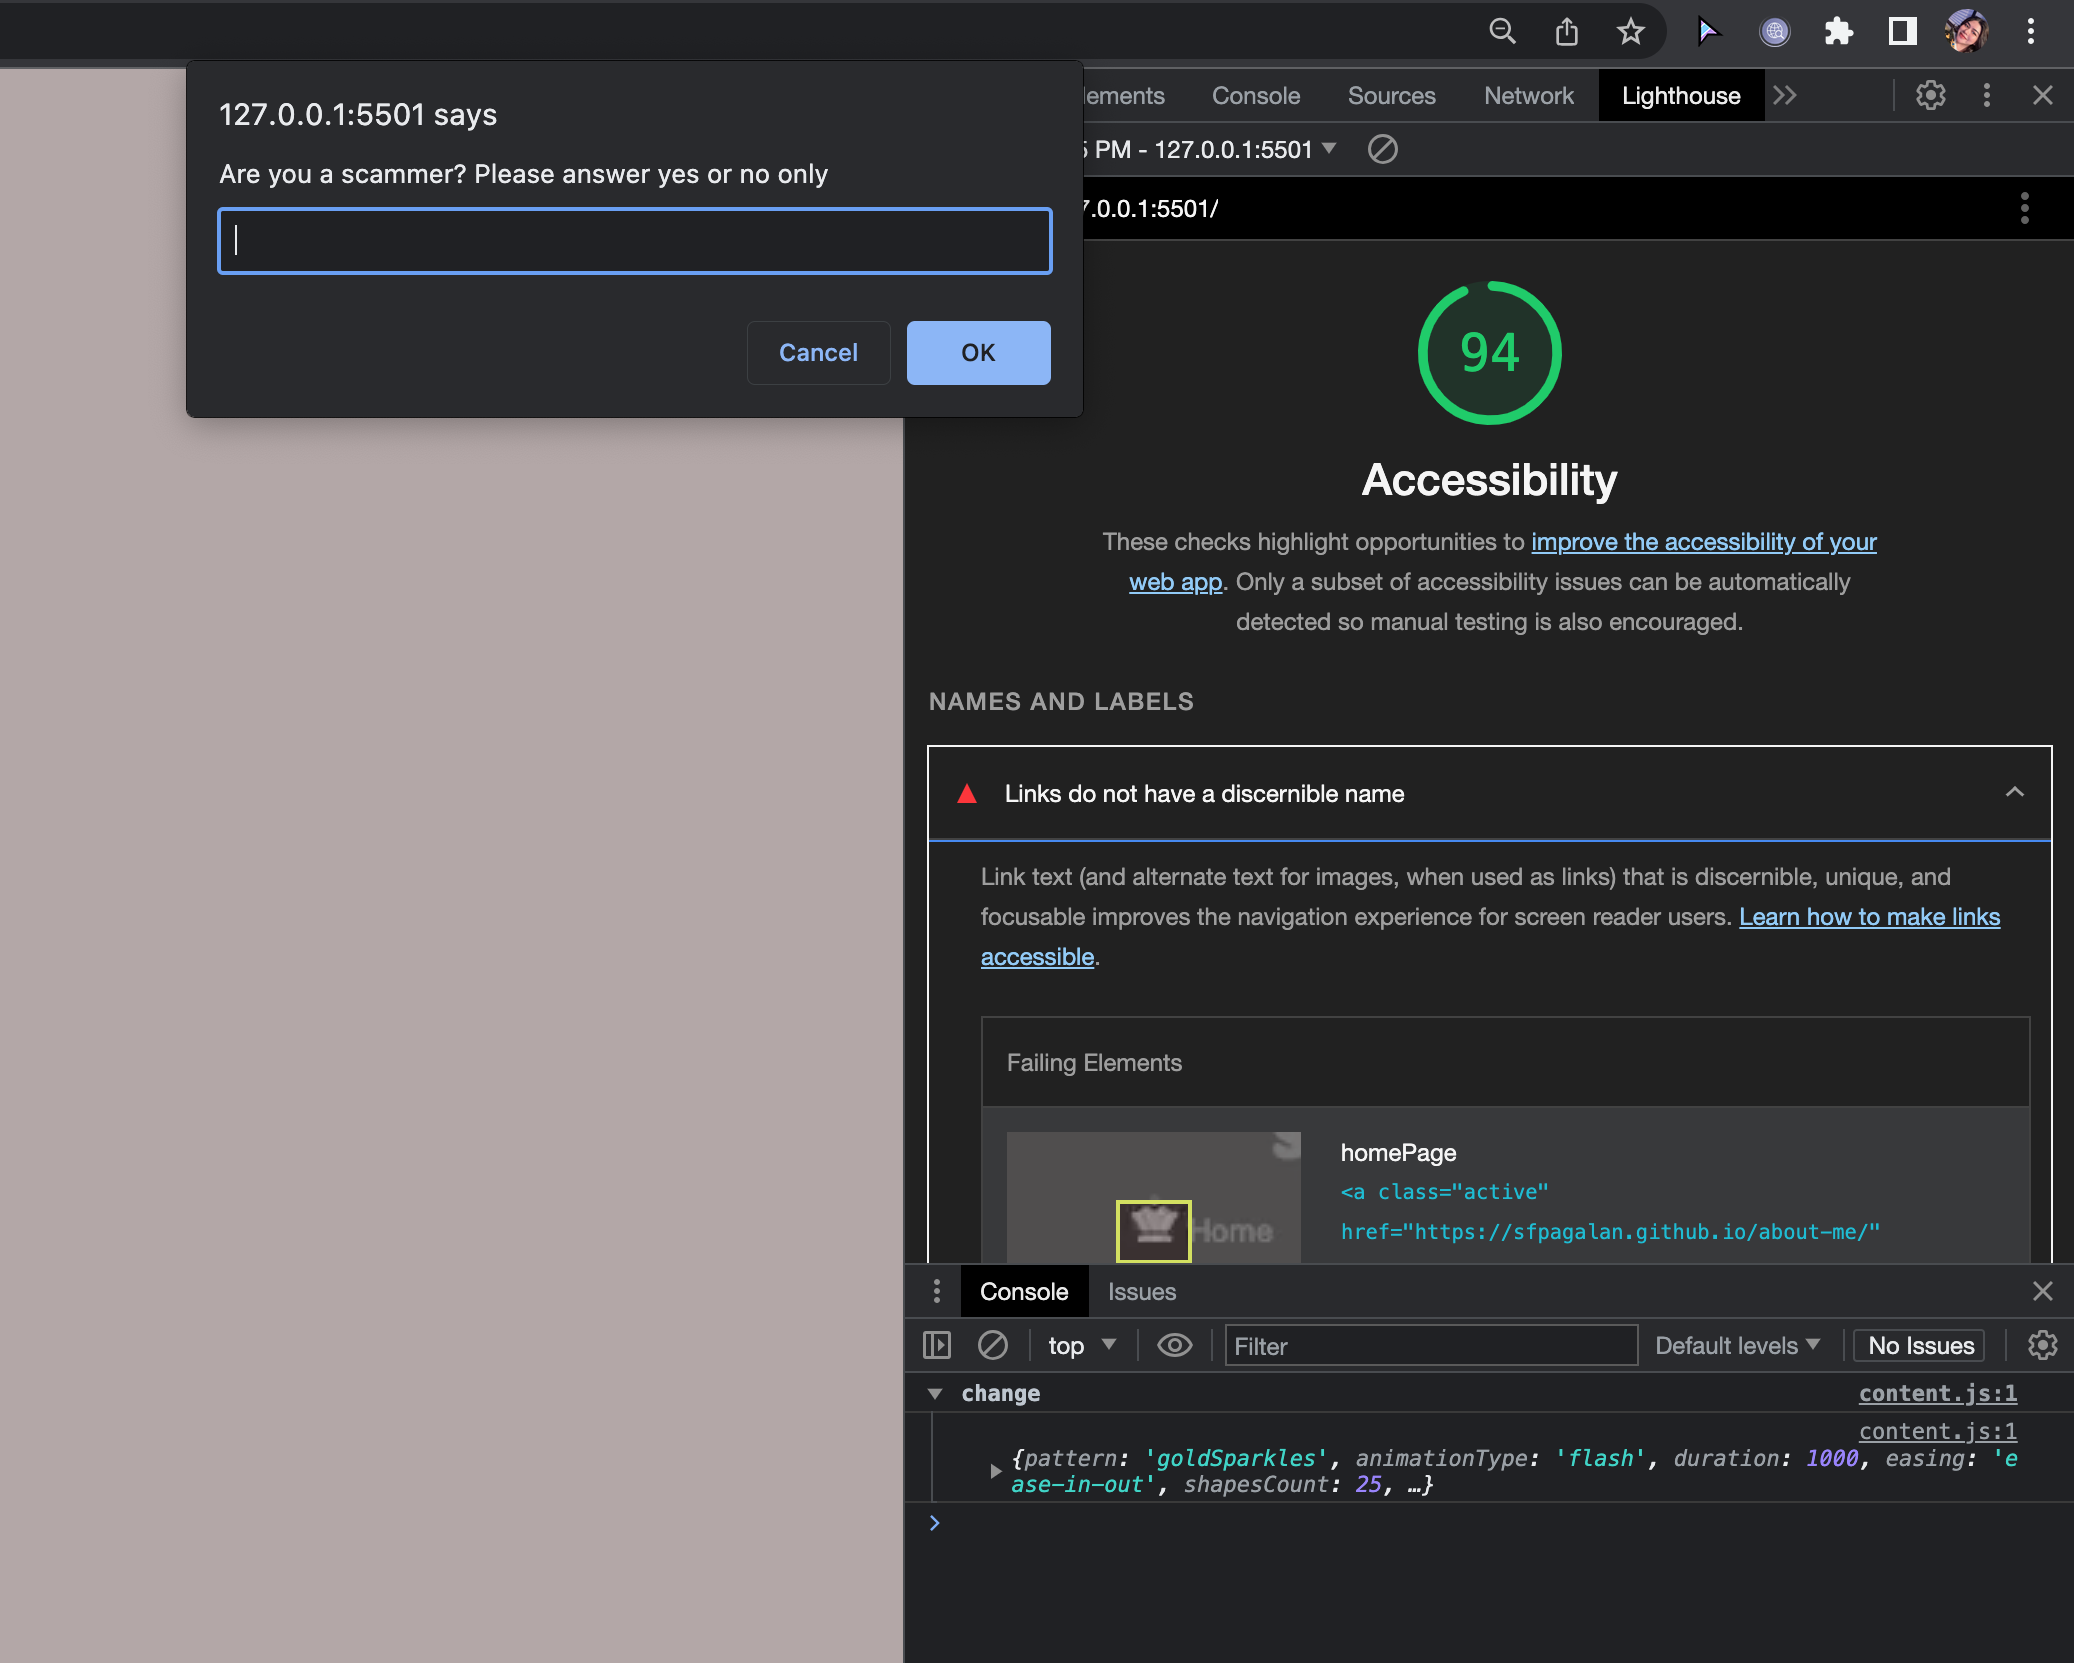 127.0.0.1:5501 says
Are you a scammer? Please answer yes or no only
Cancel
OK
lements
Console
Sources
Network
Lighthouse
PM - 127.0.0.1:5501
7.0.0.1:5501/
94
Accessibility
These checks highlight opportunities to improve the accessibility of your
web app. Only a subset of accessibility issues can be automatically
detected so manual testing is also encouraged.
NAMES AND LABELS
Links do not have a discernible name
Link text (and alternate text for images, when used as links) that is discernible, unique, and
focusable improves the navigation experience for screen reader users. Learn how to make links
accessible.
Failing Elements
Home
homePage
<a class="active"
href="https://sfpagalan.github.io/about-me/"
Console
Issues
top
Filter
Default levels
No Issues
change
content.js:1
content.js:1
{pattern: 'goldSparkles', animationType: 'flash', duration: 1000, easing: 'e
ase-in-out', shapesCount: 25, …}